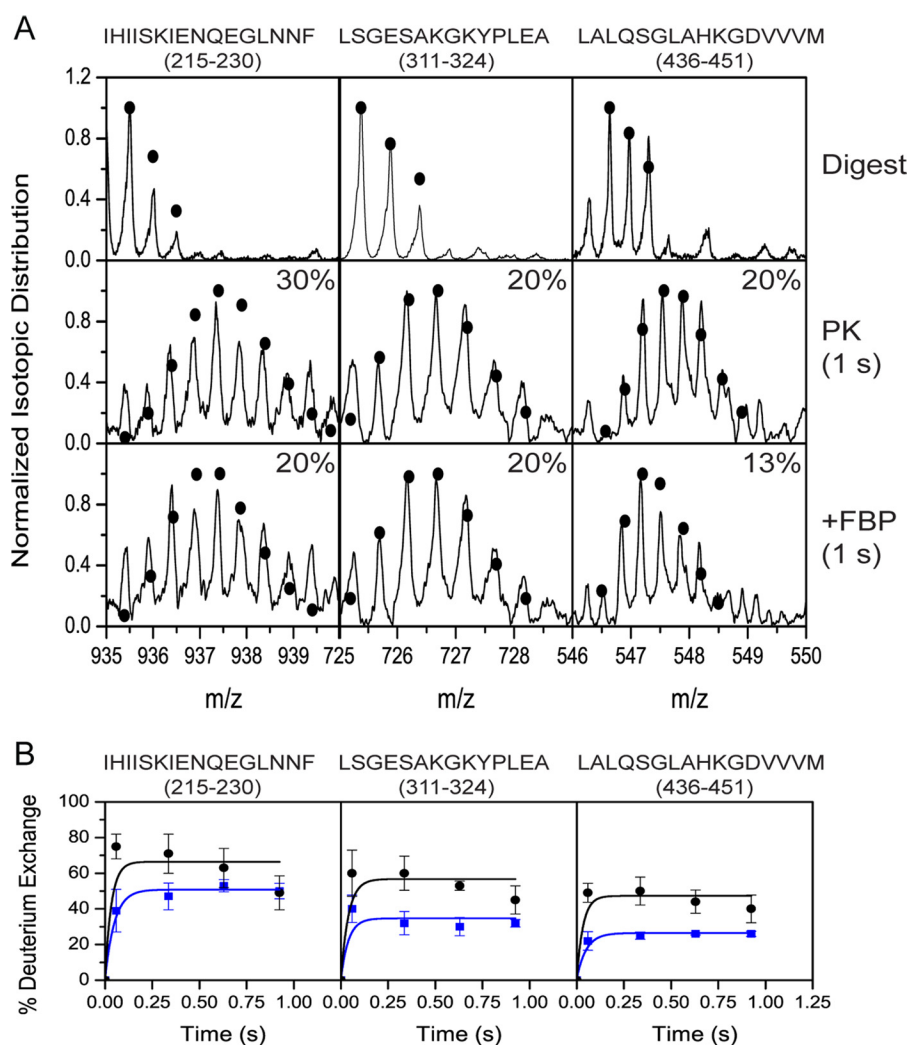 A
IHIISKIENQEGLNNF LSGESAKGKYPLEA LALQSGLAHKGDVVVM
(215-230) (311-324) (436-451)
Normalized Isotopic Distribution
1.2
0.8
0.4
0.0
Digest
30% 20% 20%
0.8
0.4
0.0
PK
(1 s)
20% 20% 13%
0.8
0.4
0.0
+FBP
(1 s)
935 936 937 938 939 725 726 727 728 546 547 548 549 550
m/z m/z m/z
B
IHIISKIENQEGLNNF LSGESAKGKYPLEA LALQSGLAHKGDVVVM
(215-230) (311-324) (436-451)
% Deuterium Exchange
100
80
60
40
20
0
0.00 0.25 0.50 0.75 1.00 0.00 0.25 0.50 0.75 1.00 0.00 0.25 0.50 0.75 1.00 1.25
Time (s) Time (s) Time (s)